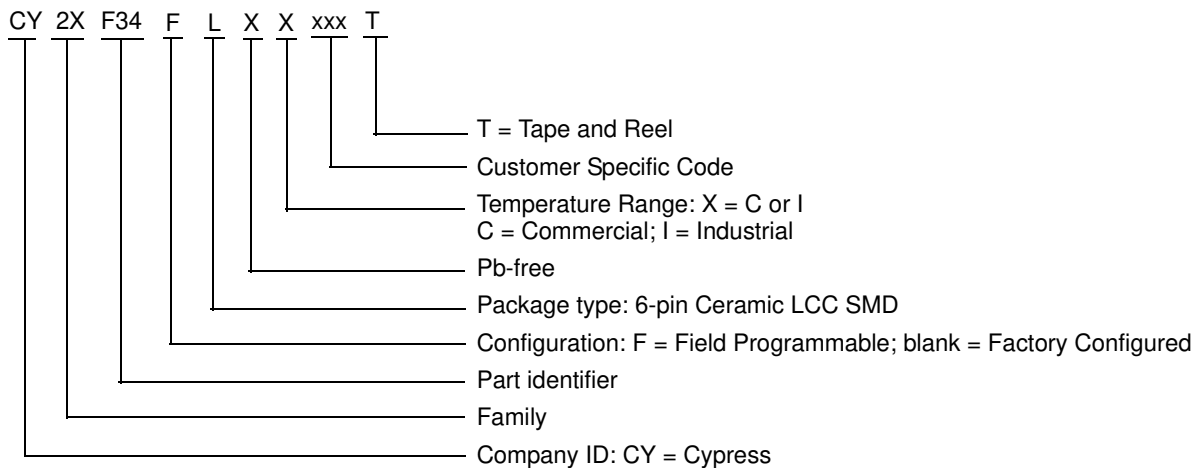 CY 2X F34 F L X X xxx T
T = Tape and Reel
Customer Specific Code
Temperature Range: X = C or I
C = Commercial; I = Industrial
Pb-free
Package type: 6-pin Ceramic LCC SMD
Configuration: F = Field Programmable; blank = Factory Configured
Part identifier
Family
Company ID: CY = Cypress